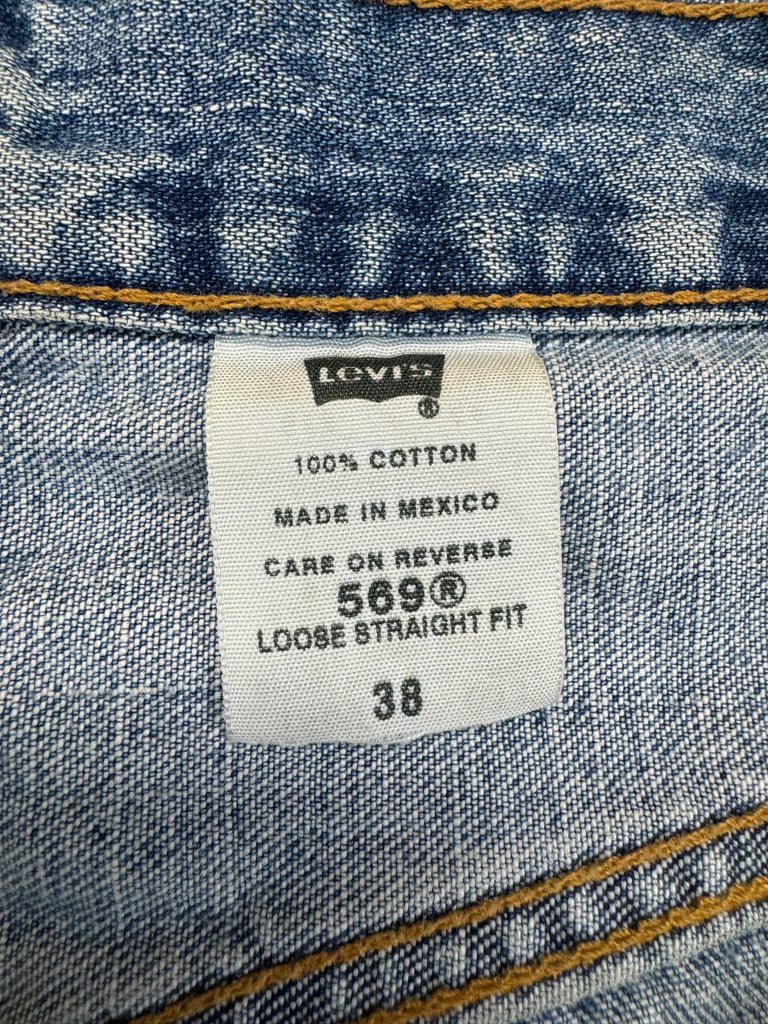 Levi's
®
100% COTTON
MADE IN MEXICO
CARE ON REVERSE
569®
LOOSE STRAIGHT FIT
38